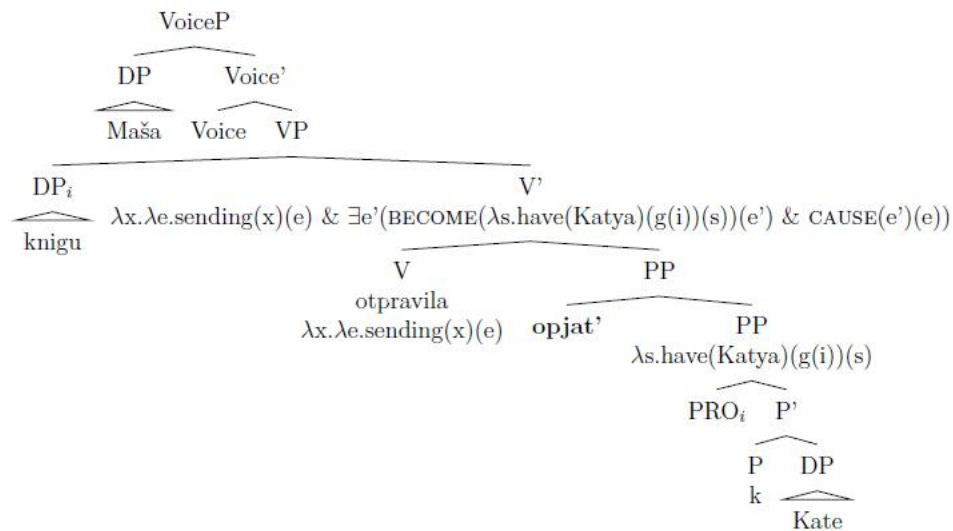 VoiceP
DP Voice’
Maša Voice VP
DPi V’
knigu λx.λe.sending(x)(e) & ∃e’(BECOME(λs.have(Katya)(g(i))(s))(e’) & CAUSE(e’)(e))
V PP
otpravila opjat’ PP
λx.λe.sending(x)(e) λs.have(Katya)(g(i))(s)
PROi P’
P DP
k Kate